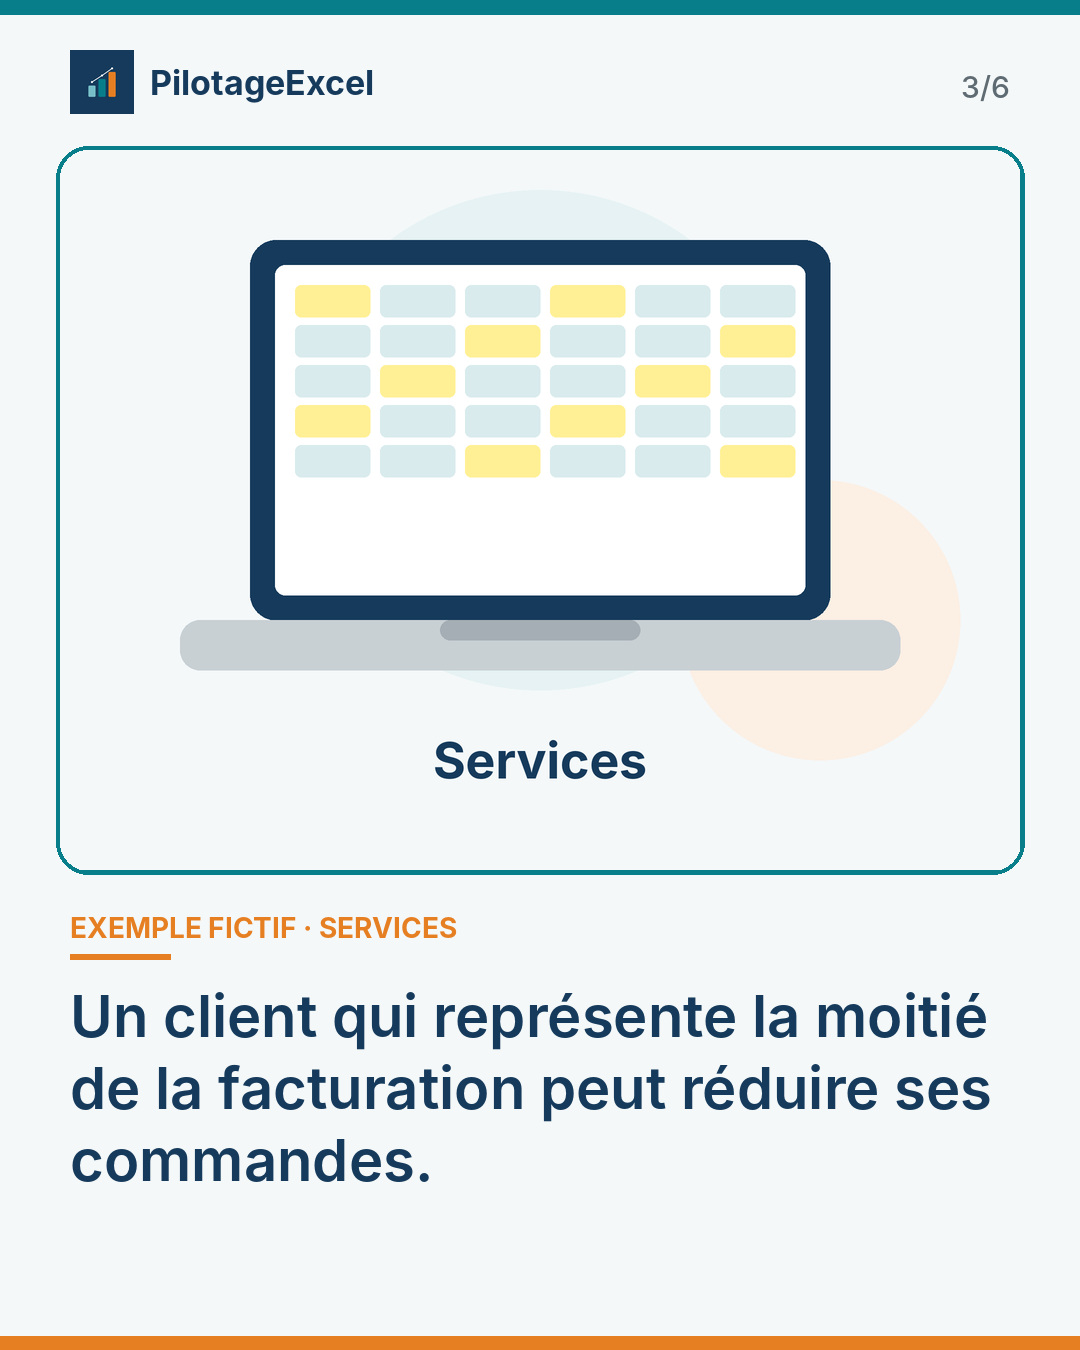 PilotageExcel
3/6
Services
EXEMPLE FICTIF · SERVICES
Un client qui représente la moitié
de la facturation peut réduire ses
commandes.